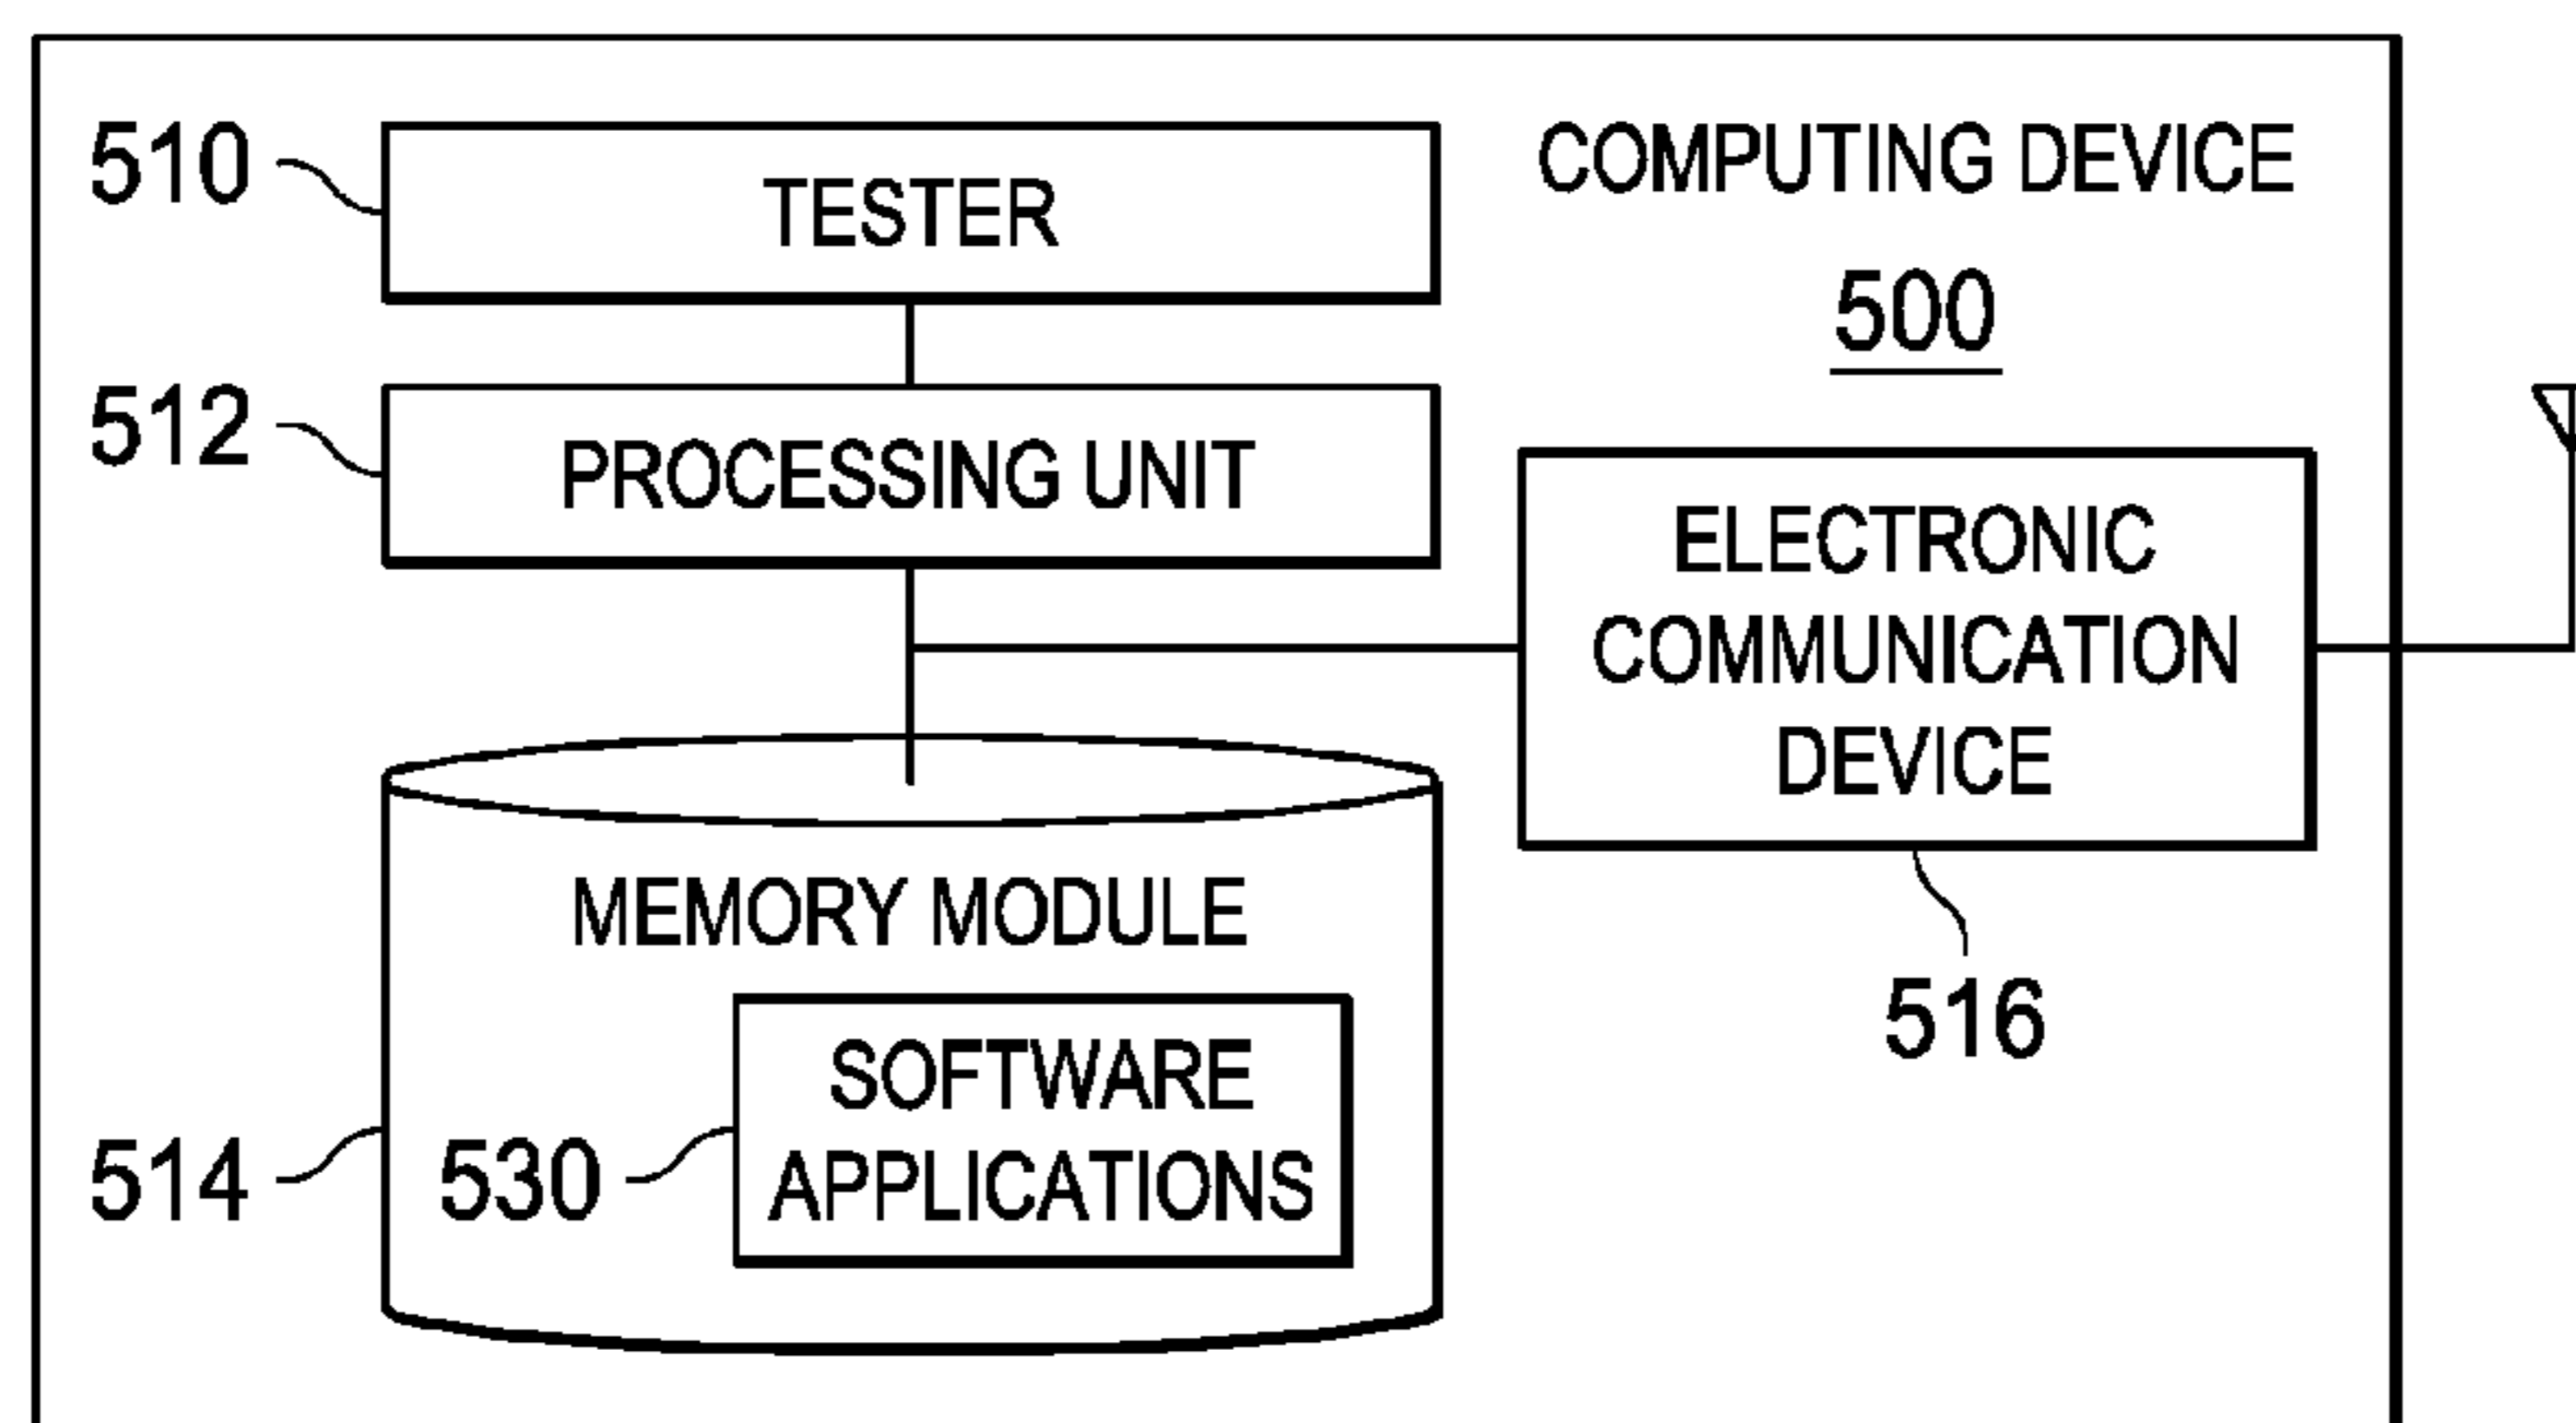 510
TESTER
COMPUTING DEVICE
500
512
PROCESSING UNIT
ELECTRONIC
COMMUNICATION
DEVICE
516
MEMORY MODULE
514
530
SOFTWARE
APPLICATIONS